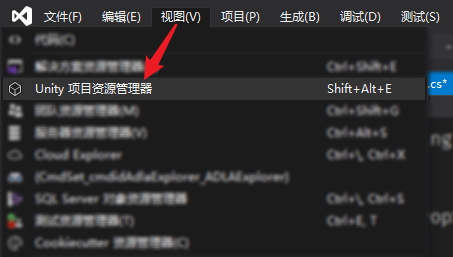 文件(F) 编辑(E) 视图(V) 项目(P) 生成(B) 调试(D) 测试(S)
代码(C)
解决方案资源管理器 Ctrl+Shift+E
Unity 项目资源管理器 Shift+Alt+E
.cs*
团队资源管理器(M) Ctrl+Shift+G
服务器资源管理器(V) Ctrl+Alt+S
ng
Cloud Explorer Ctrl+\, Ctrl+X
(CmdSet_cmdidAdlaExplorer_ADLAExplorer)
SQL Server 对象资源管理器 Ctrl+\, Ctrl+S
测试资源管理器(T) Ctrl+E, T
Cookiecutter 资源管理器(C)